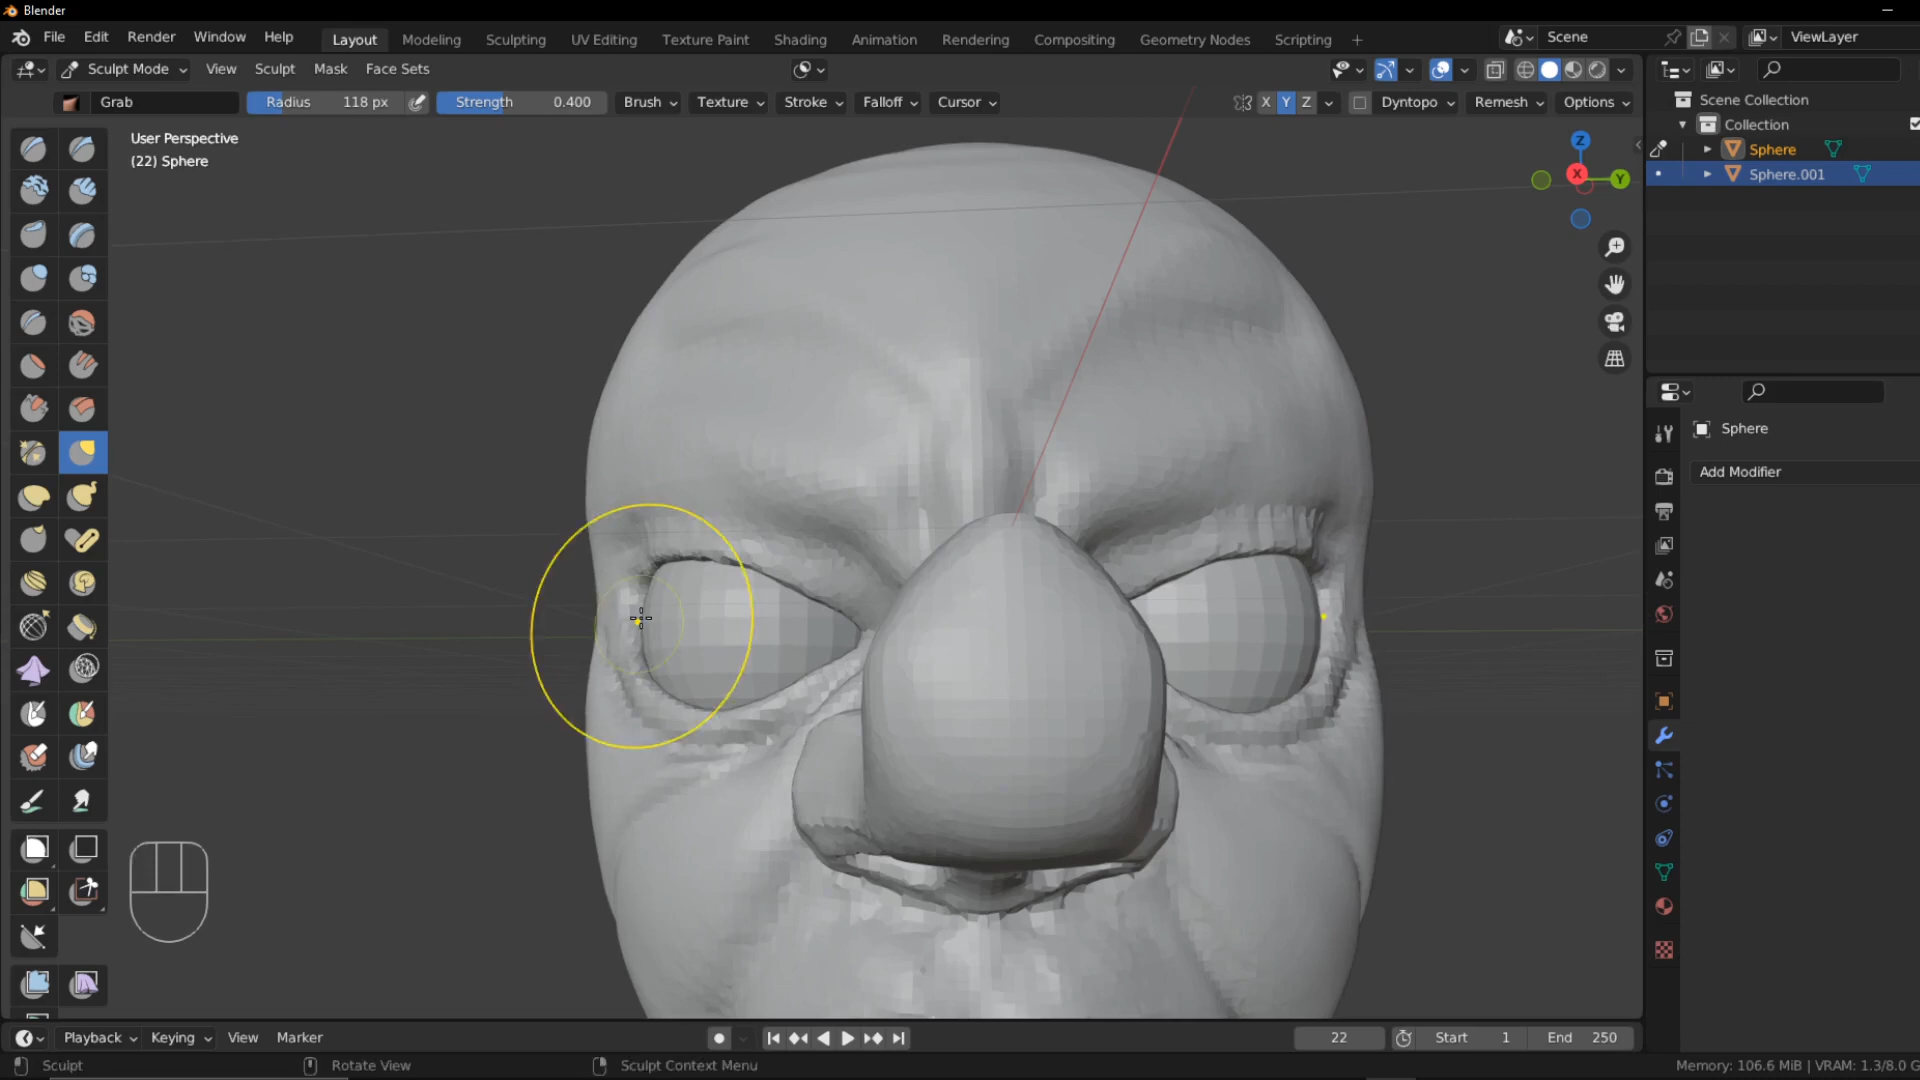 Blender
File Edit Render Window Help Layout Modeling Sculpting UV Editing Texture Paint Shading Animation Rendering Compositing Geometry Nodes Scripting + Scene ViewLayer
Sculpt Mode View Sculpt Mask Face Sets
Grab Radius 118 px Strength 0.400 Brush Texture Stroke Falloff Cursor X Y Z Dyntopo Remesh Options
Scene Collection
Collection
Sphere
Sphere.001
User Perspective
(22) Sphere
Z
X
Y
Sphere
Add Modifier
Playback Keying View Marker 22 Start 1 End 250
Sculpt Rotate View Sculpt Context Menu Memory: 106.6 MiB | VRAM: 1.3/8.0 G